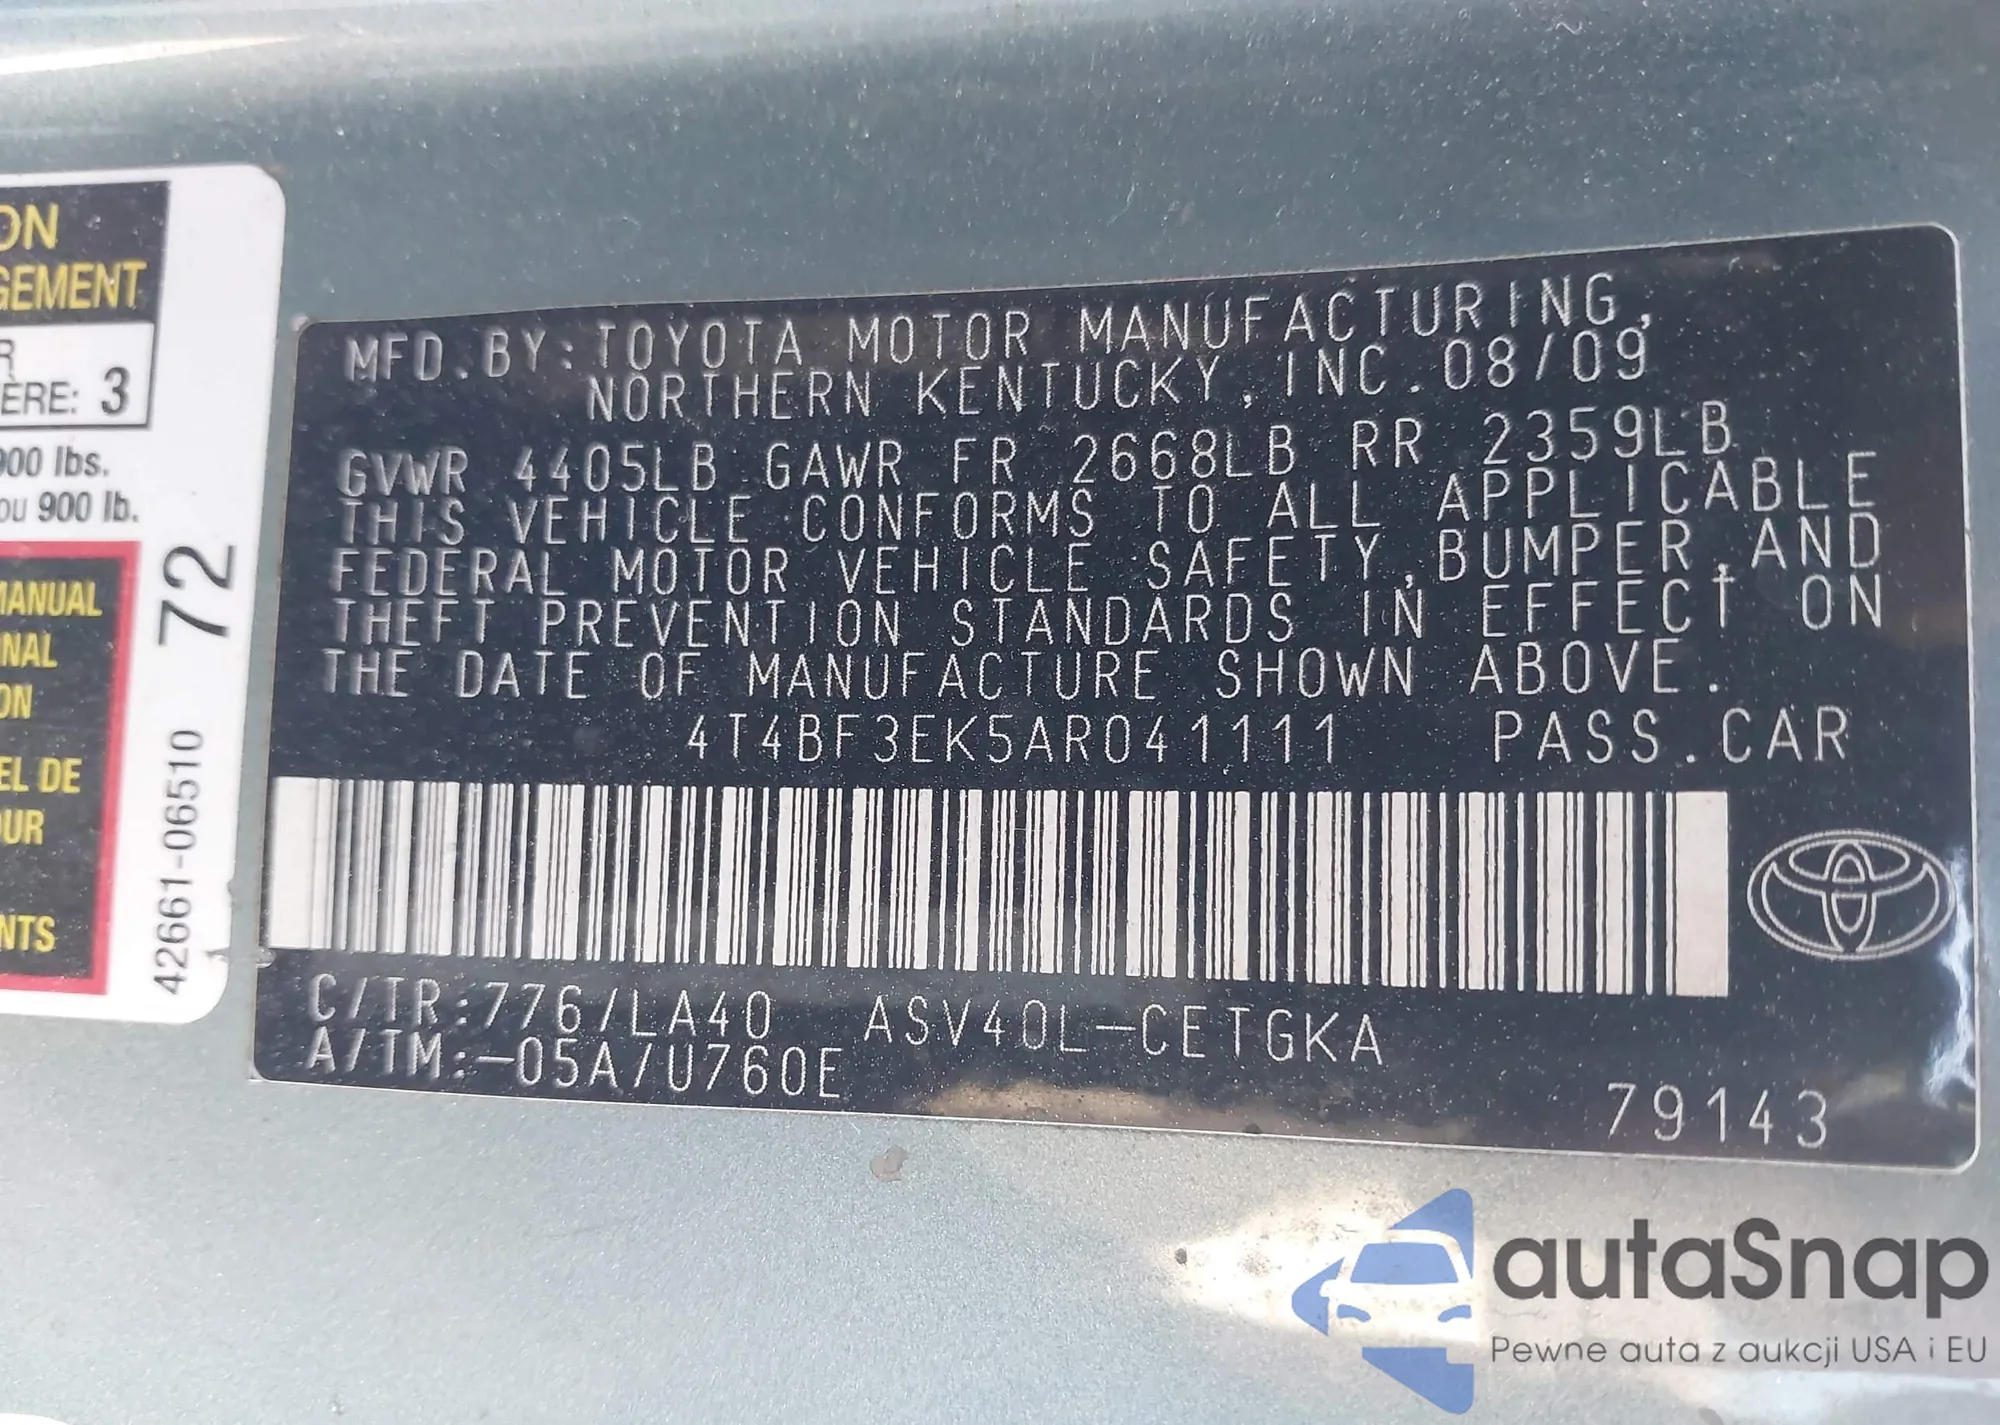 ON
GEMENT
R
ERE: 3
900 lbs.
ou 900 lb.
MANUAL
NAL
ON
EL DE
OUR
NTS
42661-06510 72
MFD.BY:TOYOTA MOTOR MANUFACTURING,
NORTHERN KENTUCKY, INC. 08/09
GVWR 4405LB GAWR FR 2668LB RR 2359LB
THIS VEHICLE CONFORMS TO ALL APPLICABLE
FEDERAL MOTOR VEHICLE SAFETY,BUMPER,AND
THEFT PREVENTION STANDARDS IN EFFECT ON
THE DATE OF MANUFACTURE SHOWN ABOVE.
4T4BF3EK5AR041111 PASS.CAR
C/TR:776/LA40 ASV40L-CETGKA
A/TM:-05A/U760E
79143
autaSnap
Pewne auta z aukcji USA i EU